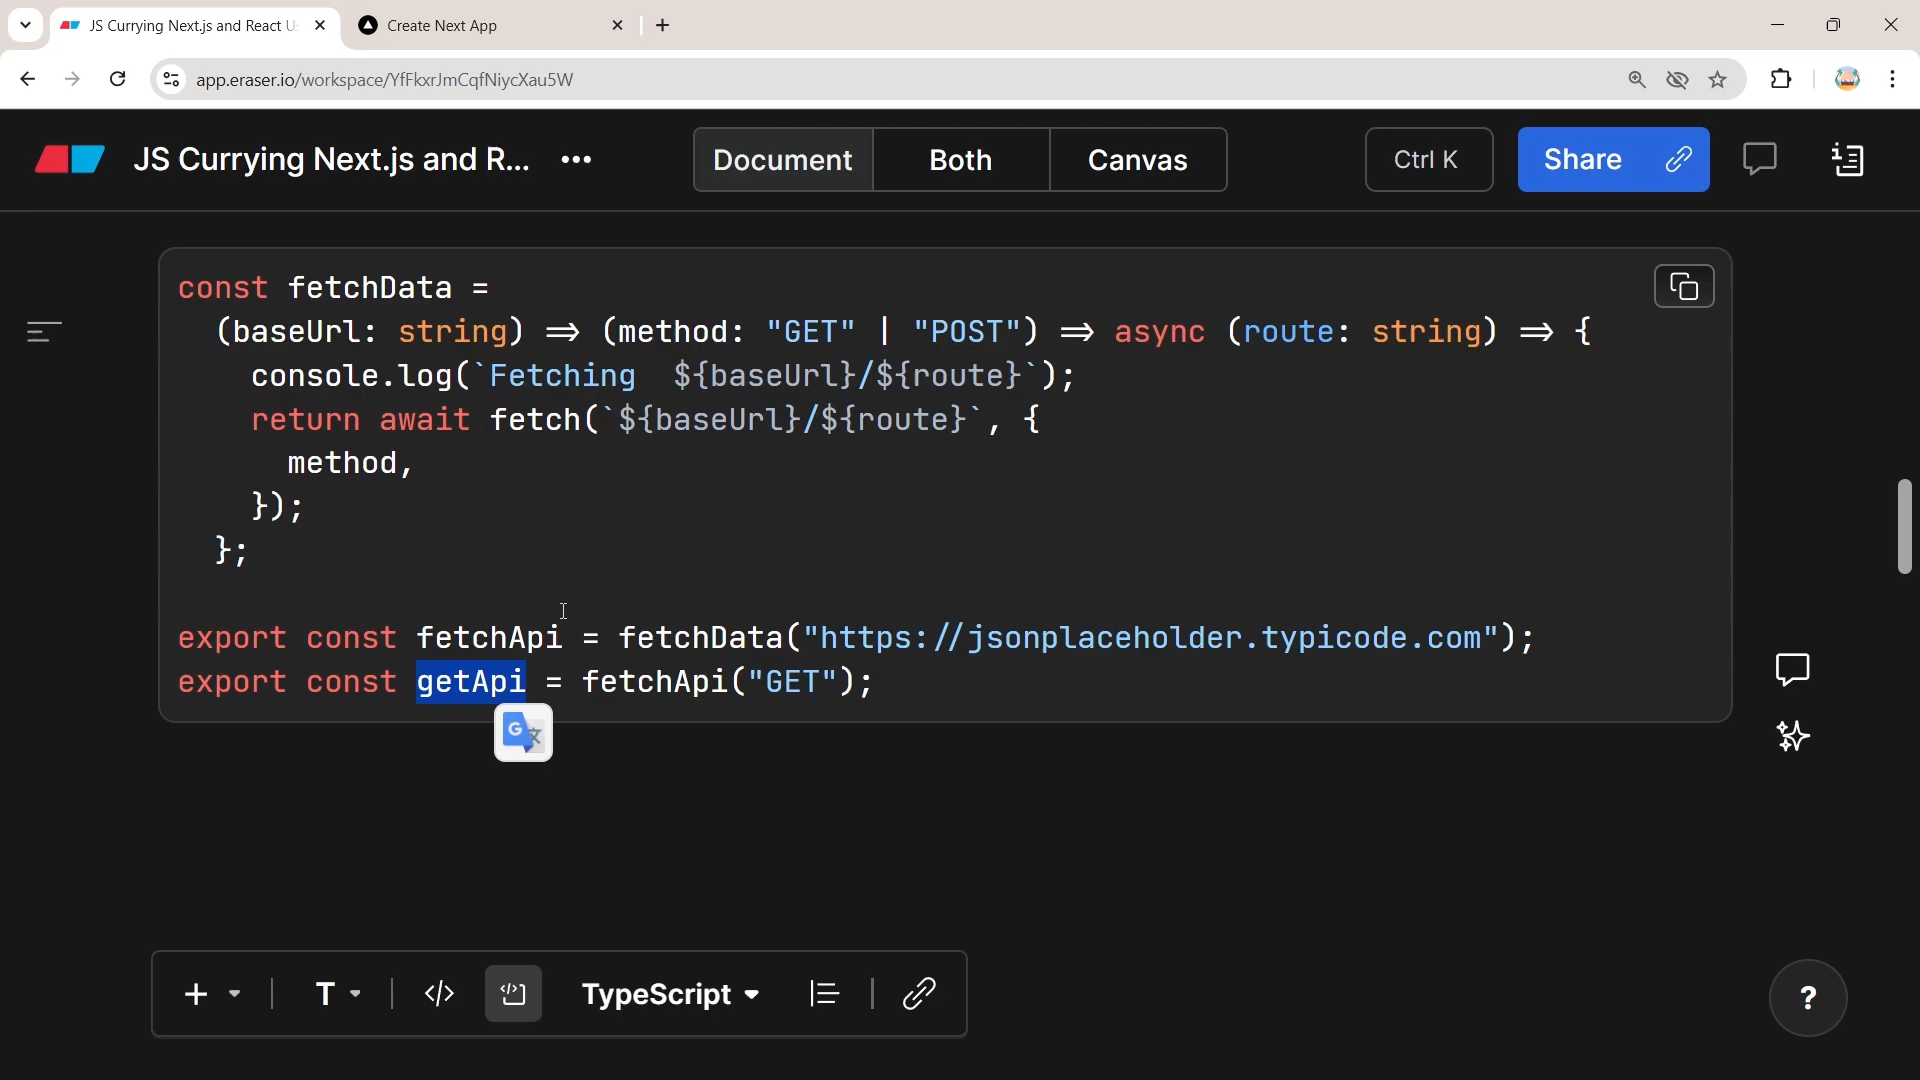 JS Currying Next.js and React Us
Create Next App
app.eraser.io/workspace/YfFkxrJmCqfNiycXau5W
JS Currying Next.js and R...
Document
Both
Canvas
Ctrl K
Share
const fetchData =
(baseUrl: string) => (method: "GET" | "POST") => async (route: string) => {
console.log(`Fetching  ${baseUrl}/${route}`);
return await fetch(`${baseUrl}/${route}`, {
method,
});
};
export const fetchApi = fetchData("https://jsonplaceholder.typicode.com");
export const getApi = fetchApi("GET");
T
TypeScript
?